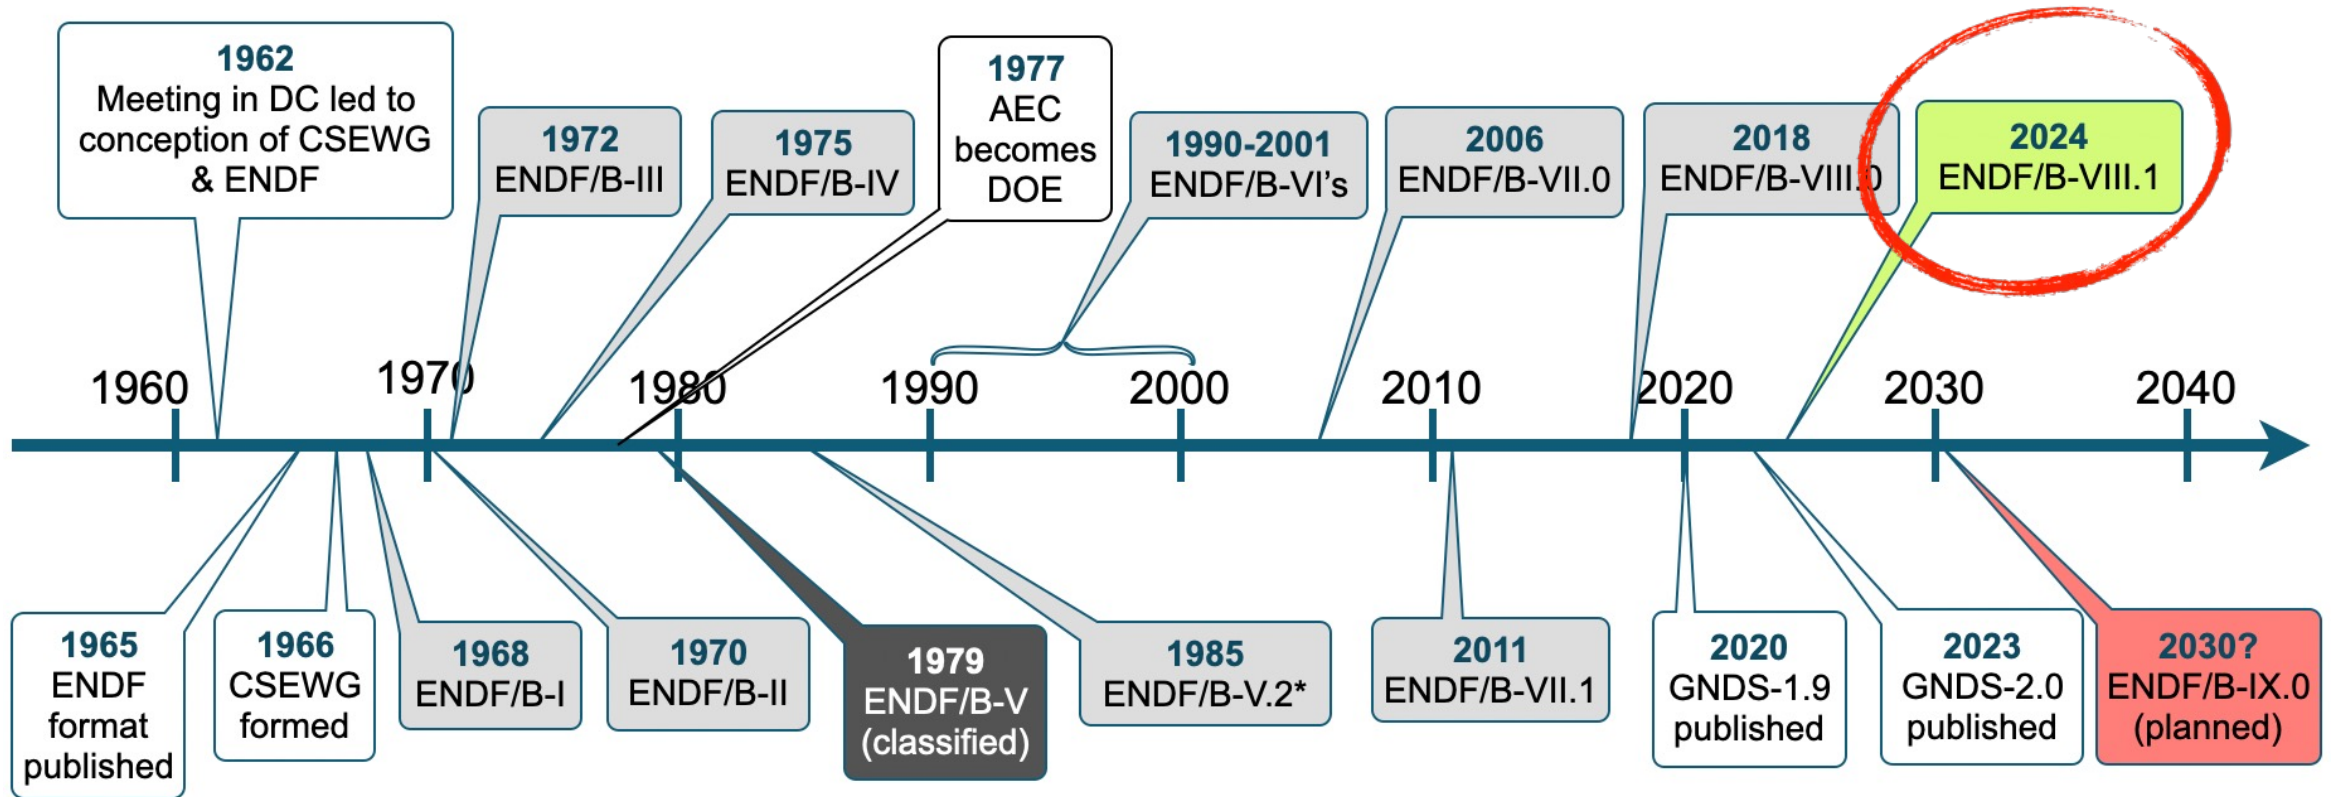 1962
Meeting in DC led to
conception of CSEWG
& ENDF
1972
ENDF/B-III
1975
ENDF/B-IV
1977
AEC
becomes
DOE
1990-2001
ENDF/B-VI's
2006
ENDF/B-VII.0
2018
ENDF/B-VIII.0
2024
ENDF/B-VIII.1
1960
1970
1980
1990
2000
2010
2020
2030
2040
1965
ENDF
format
published
1966
CSEWG
formed
1968
ENDF/B-I
1970
ENDF/B-II
1979
ENDF/B-V
(classified)
1985
ENDF/B-V.2*
2011
ENDF/B-VII.1
2020
GNDS-1.9
published
2023
GNDS-2.0
published
2030?
ENDF/B-IX.0
(planned)